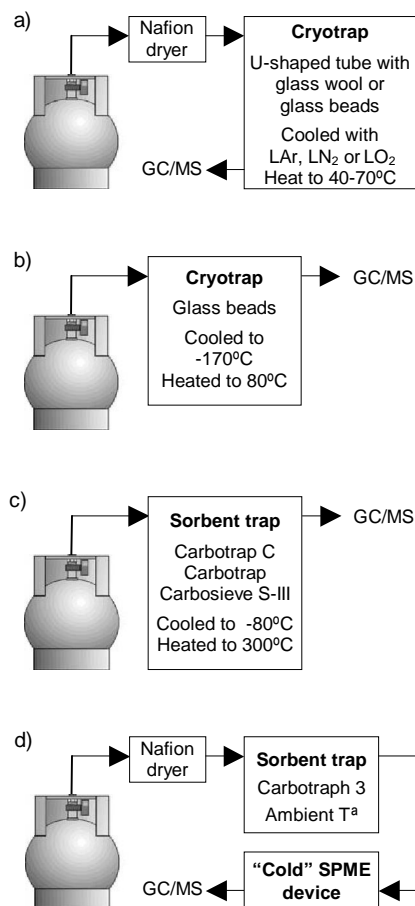 a)
Nafion
dryer
Cryotrap
U-shaped tube with
glass wool or
glass beads
Cooled with
LAr, LN₂ or LO₂
Heat to 40-70ºC
GC/MS
b)
Cryotrap
Glass beads
Cooled to
-170ºC
Heated to 80ºC
GC/MS
c)
Sorbent trap
Carbotrap C
Carbotrap
Carbosieve S-III
Cooled to -80ºC
Heated to 300ºC
GC/MS
d)
Nafion
dryer
Sorbent trap
Carbotraph 3
Ambient Tª
“Cold” SPME
device
GC/MS